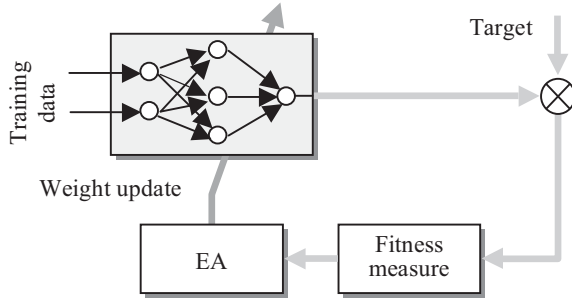 Target
Training
data
Weight update
EA
Fitness
measure